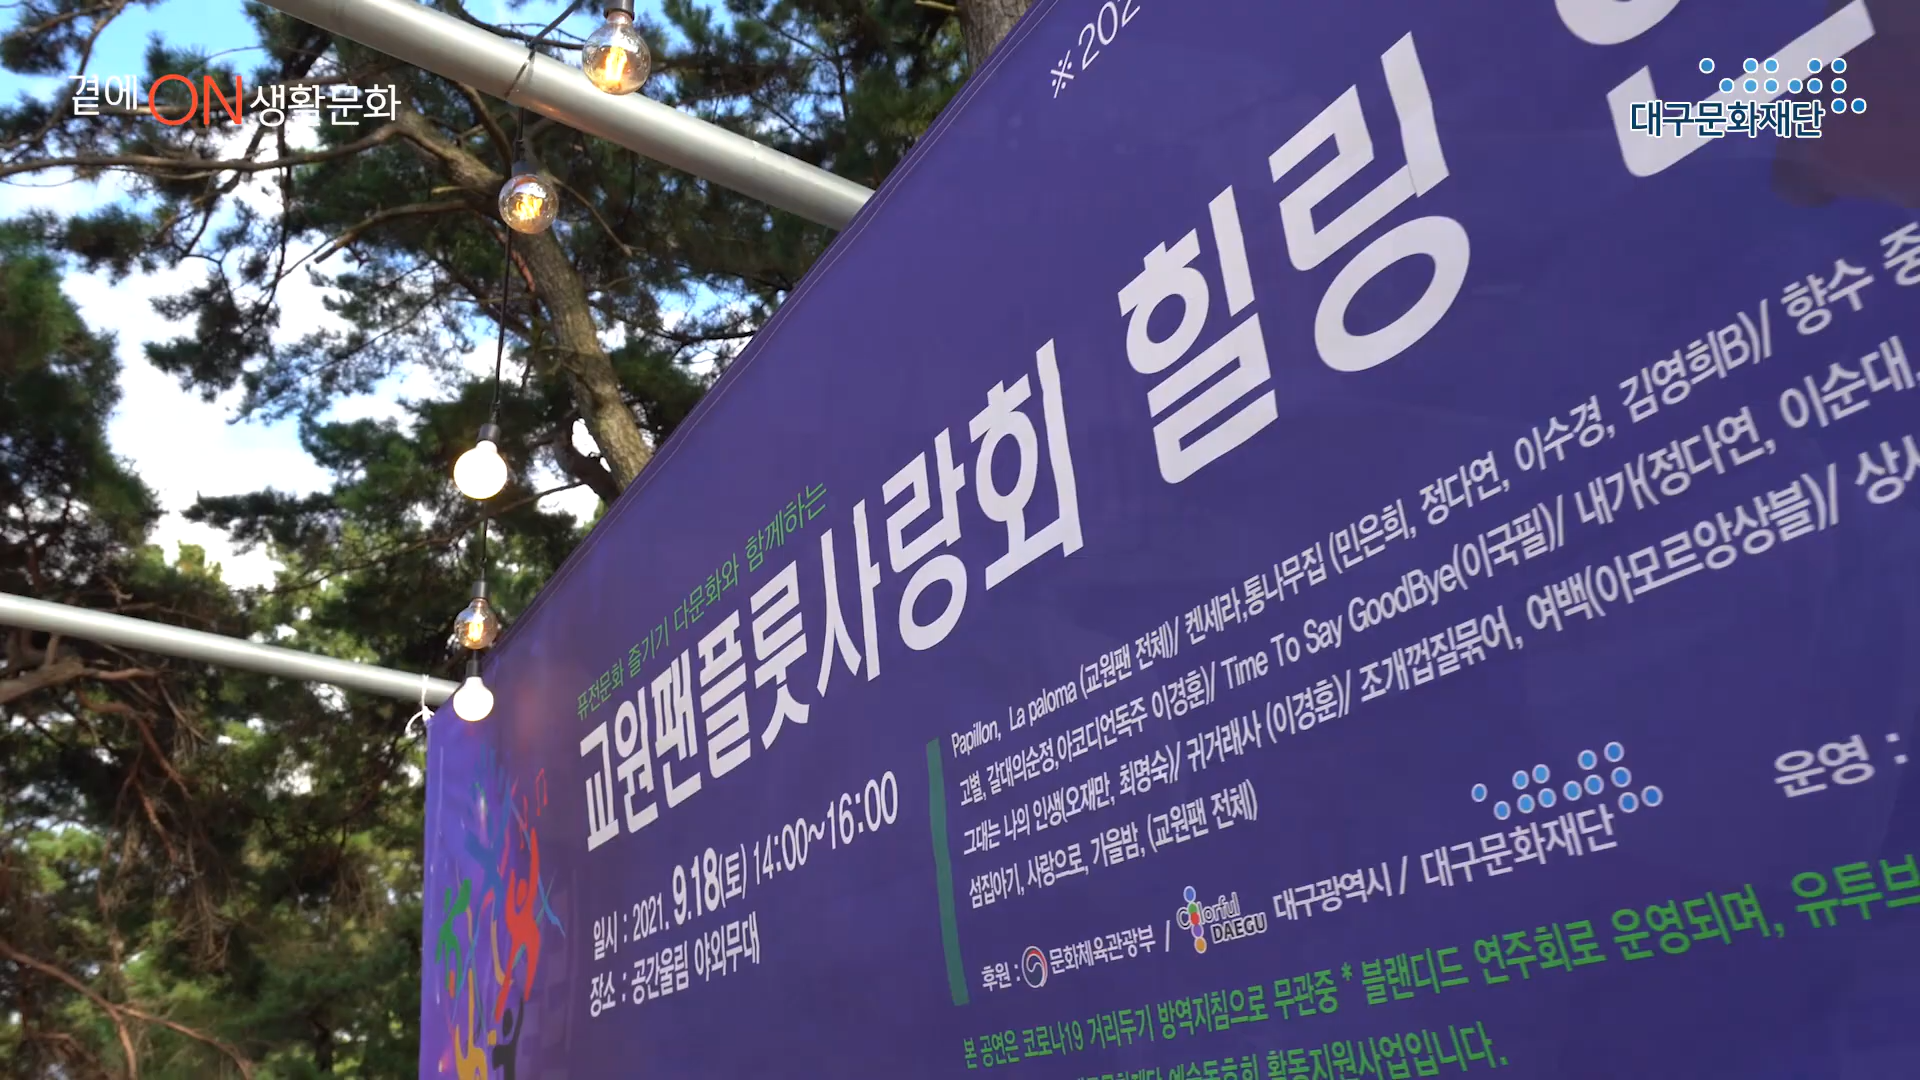 곁에 ON 생활문화
대구문화재단
※202
퓨전문화 즐기기 다문화와 함께하는
교원팬플룻사랑회 힐링
일시 : 2021. 9.18(토) 14:00~16:00
장소 : 공간울림 야외무대
Papillon, La paloma (교원팬 전체)/ 켄세라,통나무집 (민은희, 정다연, 이수경, 김영희B)/ 향수
고별, 갈대의순정,아코디언독주 이경훈)/ Time To Say GoodBye(이국필)/ 내가(정다연, 이순대,
그대는 나의 인생(오재만, 최명숙)/ 귀거래사 (이경훈)/ 조개껍질묶어, 여백(아모르앙상블)/
섬집아기, 사랑으로, 가을밤, (교원팬 전체)
후원 : 문화체육관광부 / Colorful DAEGU 대구광역시 / 대구문화재단
운영 :
본 공연은 코로나19 거리두기 방역지침으로 무관중 * 블랜디드 연주회로 운영되며, 유투브
활동지원사업입니다.